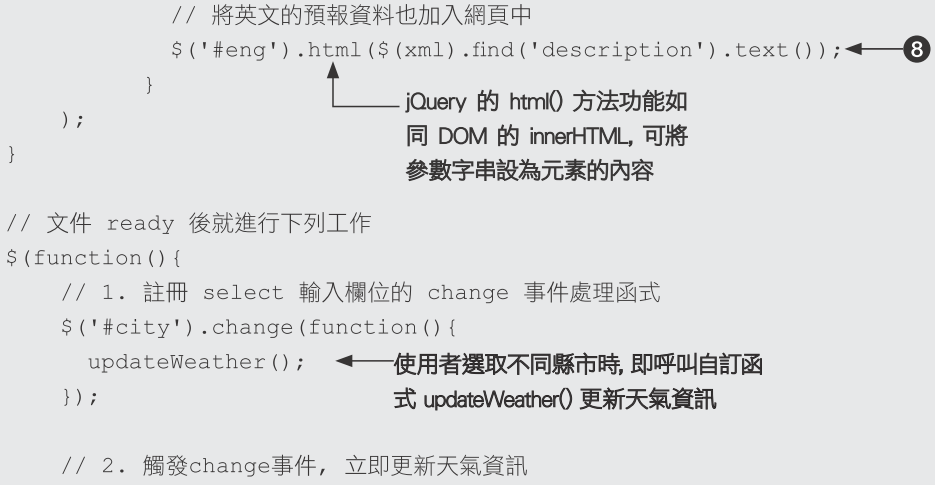 // 將英文的預報資料也加入網頁中
$('#eng').html($(xml).find('description').text()); ❽
}
jQuery 的 html() 方法功能如
同 DOM 的 innerHTML, 可將
參數字串設為元素的內容
);
}
// 文件 ready 後就進行下列工作
$(function(){
// 1. 註冊 select 輸入欄位的 change 事件處理函式
$('#city').change(function(){
updateWeather();
使用者選取不同縣市時, 即呼叫自訂函
式 updateWeather() 更新天氣資訊
});
// 2. 觸發change事件, 立即更新天氣資訊